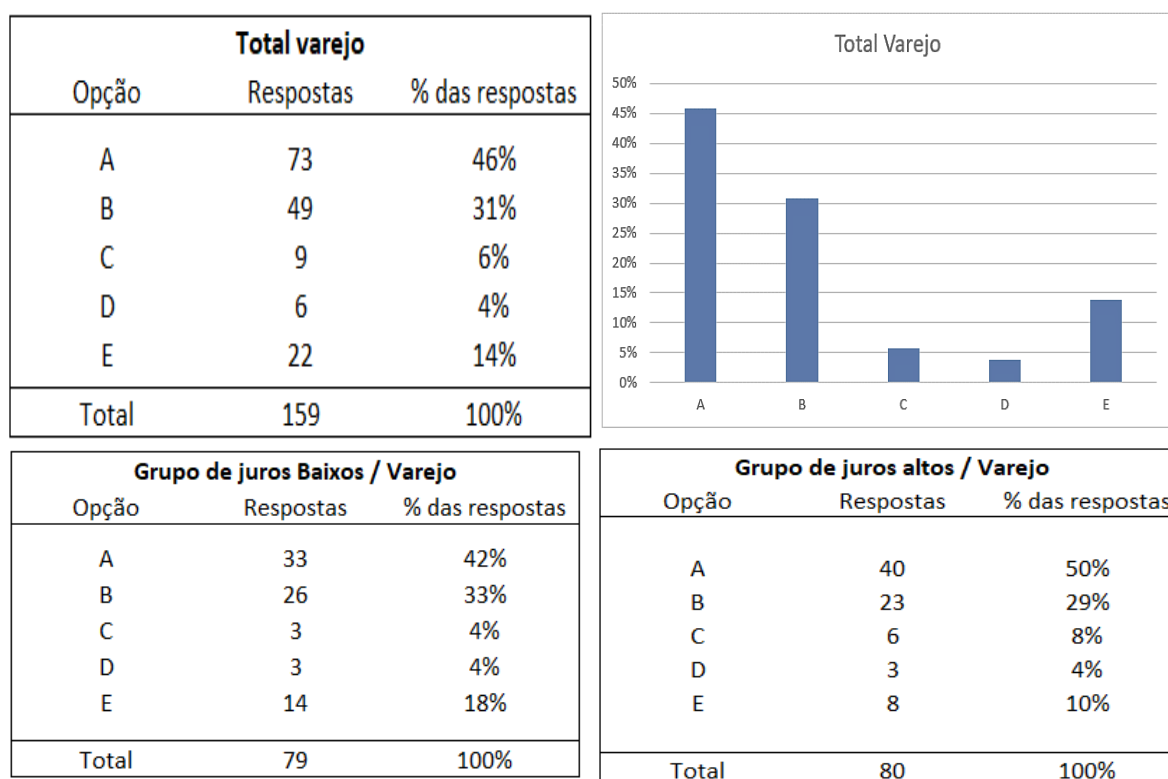 Total varejo
Opção Respostas % das respostas
A 73 46%
B 49 31%
C 9 6%
D 6 4%
E 22 14%
Total 159 100%
Total Varejo
50%
45%
40%
35%
30%
25%
20%
15%
10%
5%
0%
A B C D E
Grupo de juros Baixos / Varejo
Opção Respostas % das respostas
A 33 42%
B 26 33%
C 3 4%
D 3 4%
E 14 18%
Total 79 100%
Grupo de juros altos / Varejo
Opção Respostas % das respostas
A 40 50%
B 23 29%
C 6 8%
D 3 4%
E 8 10%
Total 80 100%